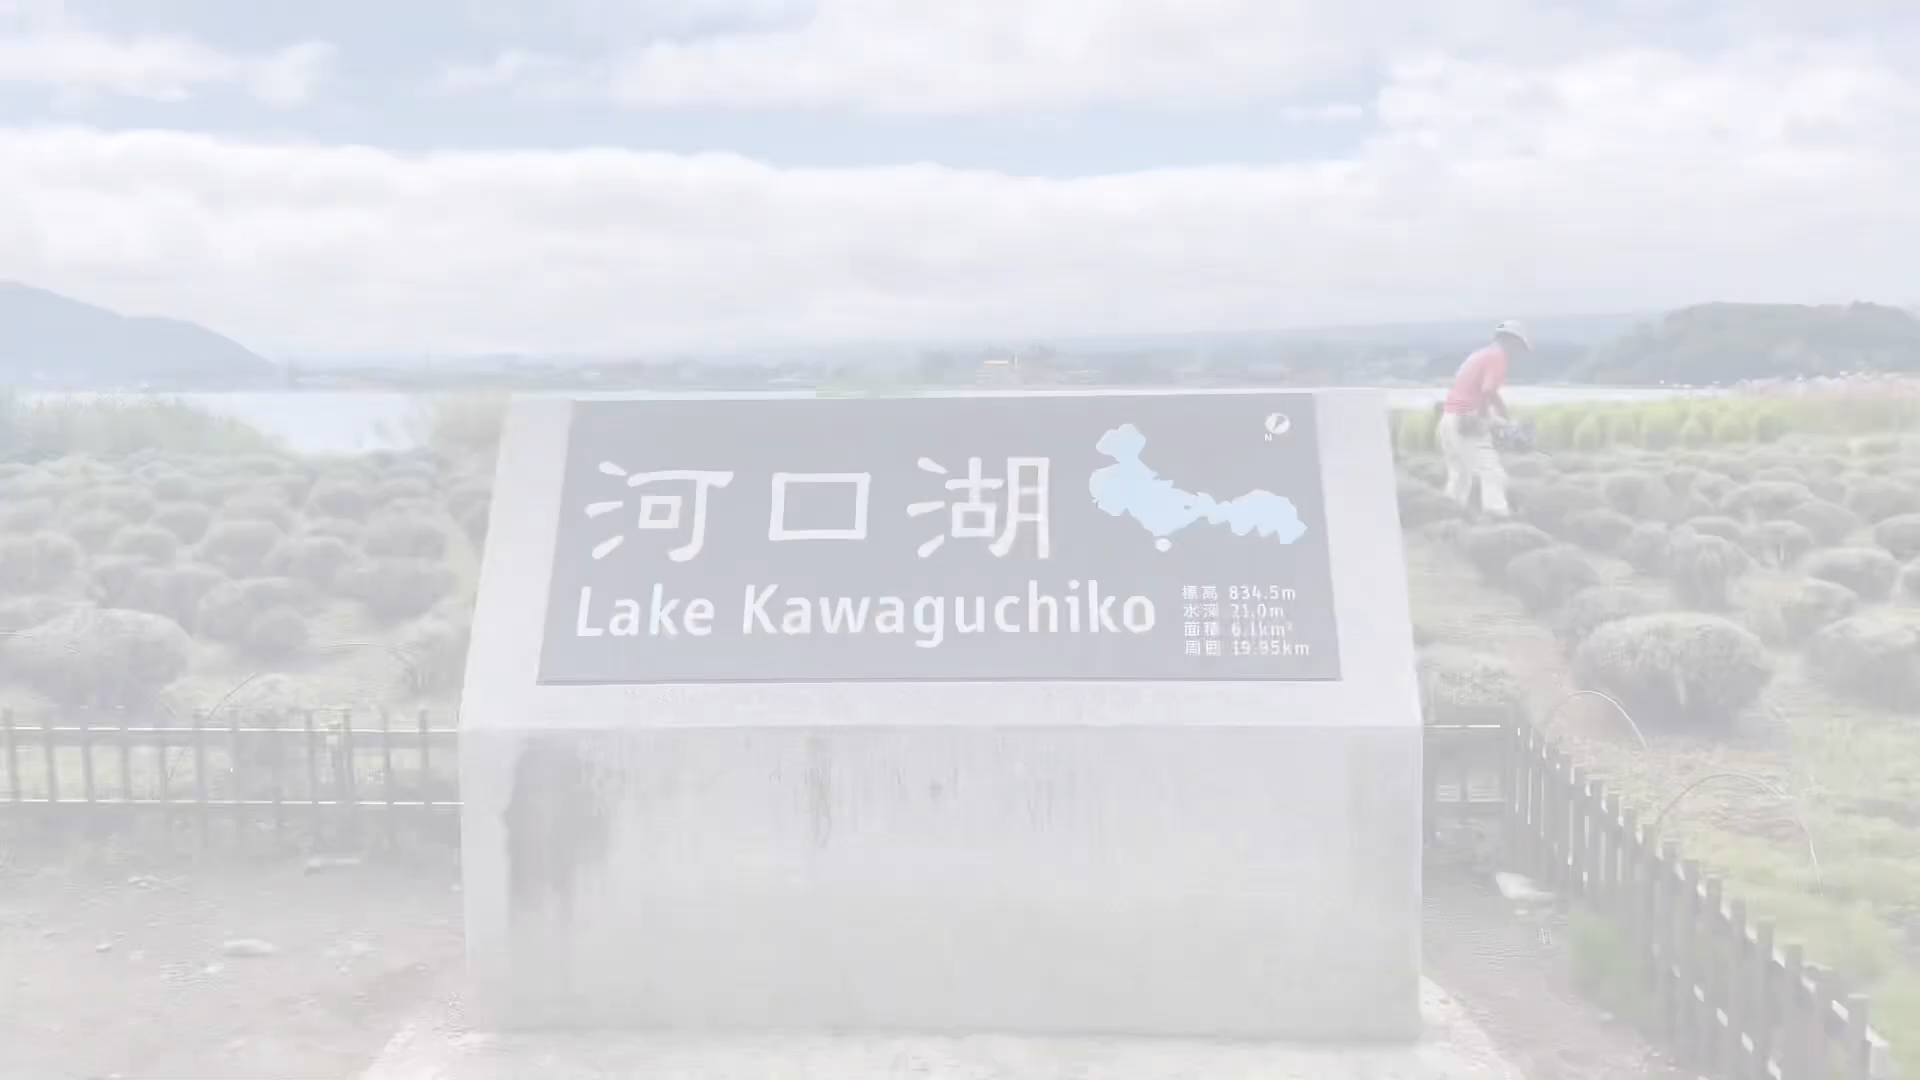 河口湖
Lake Kawaguchiko
N
標高 834.5m
水深 21.0m
面積 6.1km²
周囲 19.95km